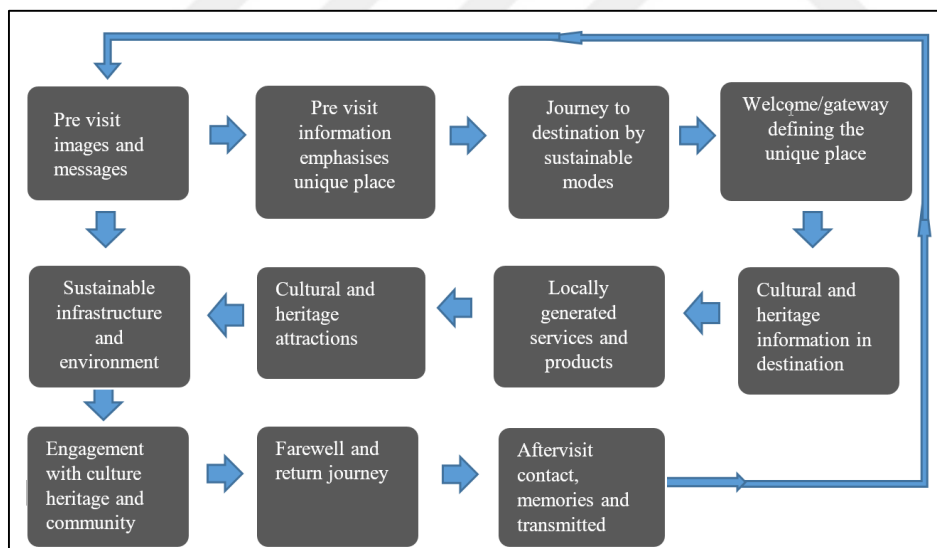 Pre visit
images and
messages
Pre visit
information
emphasises
unique place
Journey to
destination by
sustainable
modes
Welcome/gateway
defining the
unique place
Sustainable
infrastructure
and
environment
Cultural and
heritage
attractions
Locally
generated
services and
products
Cultural and
heritage
information in
destination
Engagement
with culture
heritage and
community
Farewell and
return journey
Aftervisit
contact,
memories and
transmitted